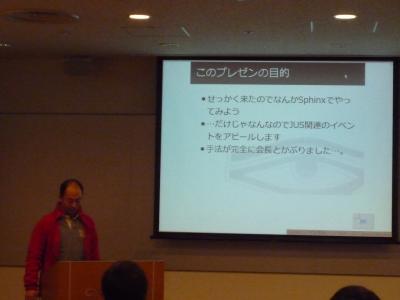 このプレゼンの目的
●せっかく来たのでなんかSphinxでやっ
てみよう
●…だけじゃなんなのでJUS関連のイベン
トをアピールします
●手法が完全に会長とかぶりました…。